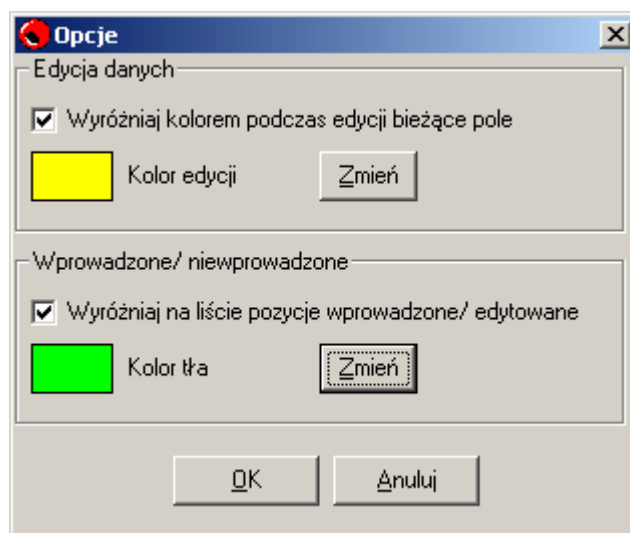 Opcje
Edycja danych
Wyróżniaj kolorem podczas edycji bieżące pole
Kolor edycji Zmień
Wprowadzone/ niewprowadzone
Wyróżniaj na liście pozycje wprowadzone/ edytowane
Kolor tła Zmień
OK Anuluj